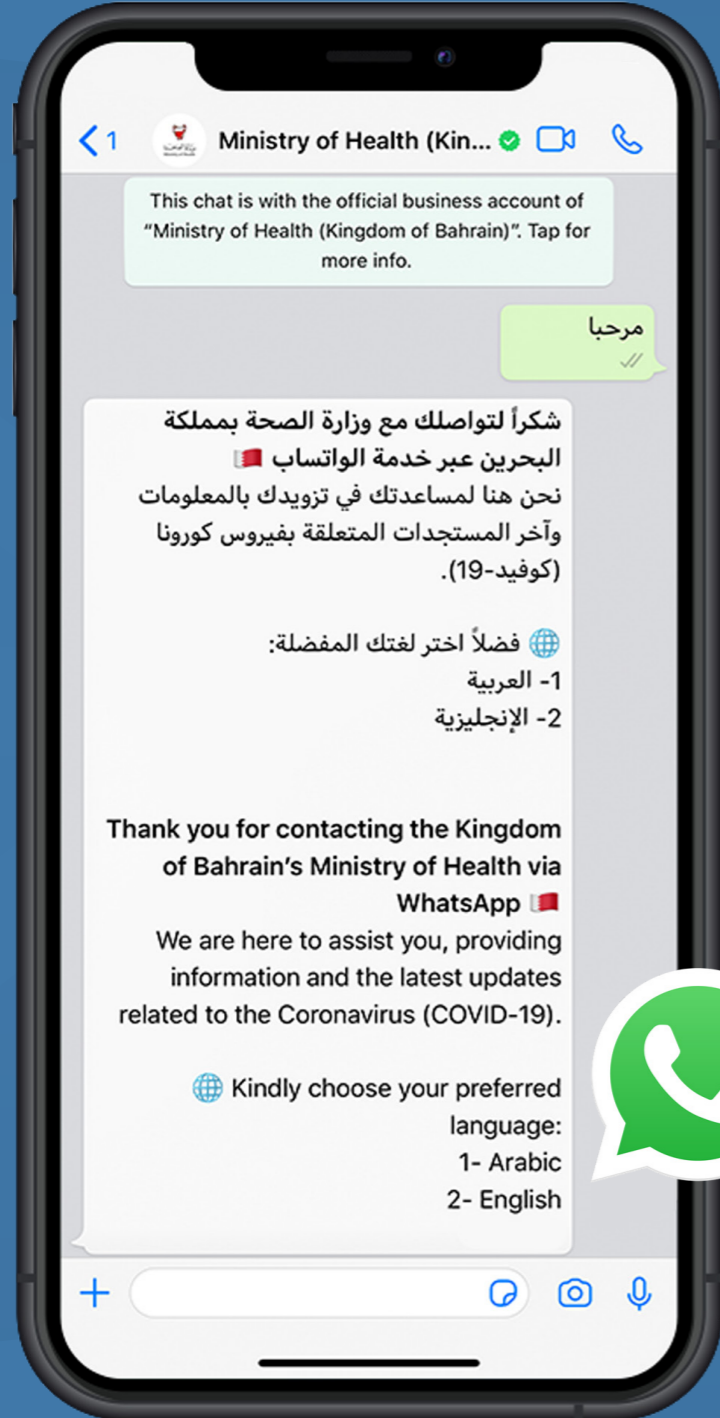 1
Ministry of Health (Kin...
This chat is with the official business account of
“Ministry of Health (Kingdom of Bahrain)”. Tap for
more info.
مرحبا
شكراً لتواصلك مع وزارة الصحة بمملكة
البحرين عبر خدمة الواتساب 🇧🇭
نحن هنا لمساعدتك في تزويدك بالمعلومات
وآخر المستجدات المتعلقة بفيروس كورونا
(كوفيد-19).
🌐 فضلاً اختر لغتك المفضلة:
1- العربية
2- الإنجليزية
Thank you for contacting the Kingdom
of Bahrain’s Ministry of Health via
WhatsApp 🇧🇭
We are here to assist you, providing
information and the latest updates
related to the Coronavirus (COVID-19).
🌐 Kindly choose your preferred
language:
1- Arabic
2- English